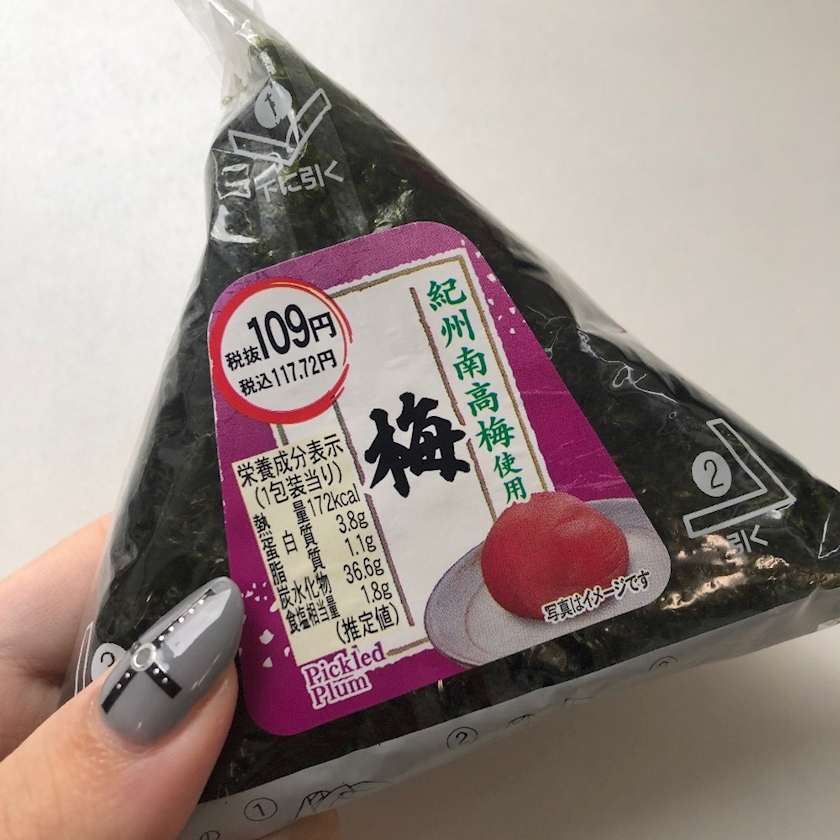 1
下に引く
税抜109円
税込117.72円
紀州南高梅使用
梅
栄養成分表示
(1包装当り)
熱量172kcal
蛋白質 3.8g
脂質 1.1g
炭水化物 36.6g
食塩相当量 1.8g
(推定値)
Pickled
Plum
写真はイメージです
2
引く
2
2
1